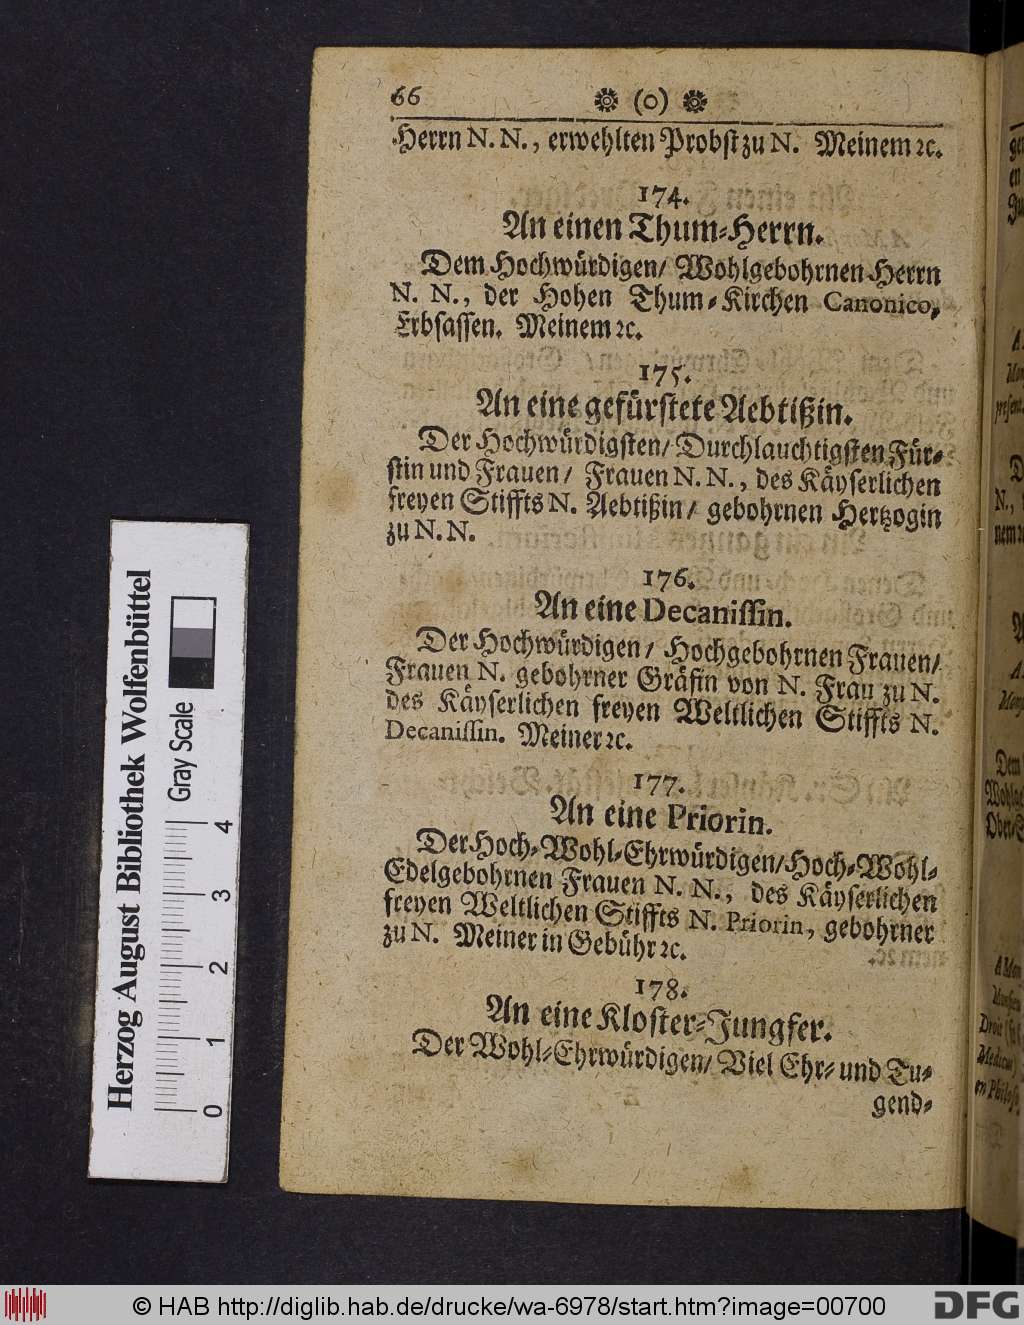 66 (o)
Herrn N. N., erwehlten Probst zu N. Meinem ꝛc.
174.
An einen Thum-Herrn.
Dem Hochwürdigen/ Wohlgebohrnen Herrn
N. N., der Hohen Thum-Kirchen Canonico,
Erbsassen. Meinem ꝛc.
175.
An eine gefürstete Aebtißin.
Der Hochwürdigsten/ Durchlauchtigsten Für-
stin und Frauen/ Frauen N. N., des Käyserlichen
freyen Stiffts N. Aebtißin/ gebohrnen Hertzogin
zu N. N.
176.
An eine Decanissin.
Der Hochwürdigen/ Hochgebohrnen Frauen/
Frauen N. gebohrner Gräfin von N. Frau zu N.
des Käyserlichen freyen Weltlichen Stiffts N.
Decanissin. Meiner ꝛc.
177.
An eine Priorin.
Der Hoch-Wohl-Ehrwürdigen/ Hoch-Wohl-
Edelgebohrnen Frauen N. N., des Käyserlichen
freyen Weltlichen Stiffts N. Priorin, gebohrner
zu N. Meiner in Gebühr ꝛc.
178.
An eine Kloster-Jungfer.
Der Wohl-Ehrwürdigen/ Viel Ehr- und Tu-
gend-
Herzog August Bibliothek Wolfenbüttel
Gray Scale
0 1 2 3 4
© HAB http://diglib.hab.de/drucke/wa-6978/start.htm?image=00700
DFG